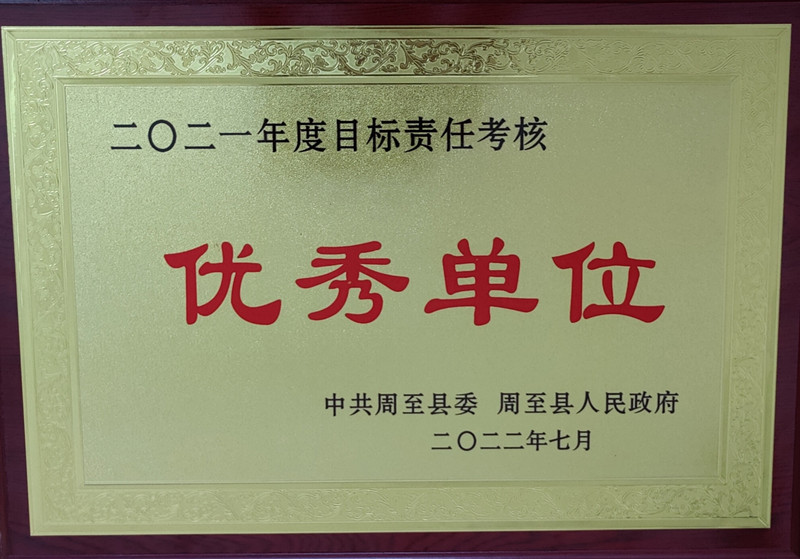 二〇二一年度目标责任考核
优秀单位
中共周至县委 周至县人民政府
二〇二二年七月